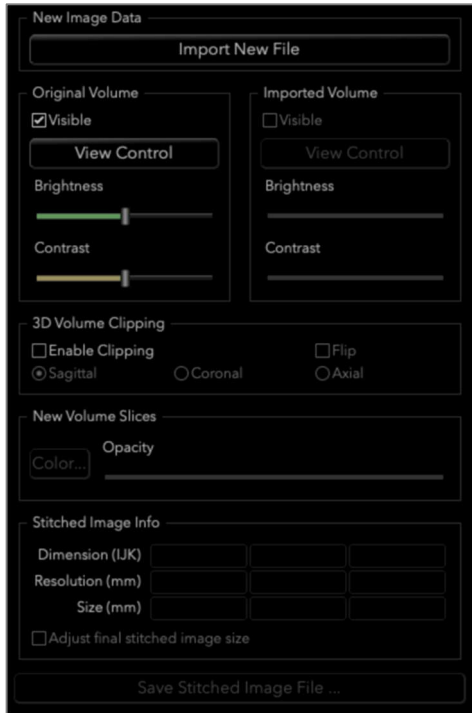 New Image Data
Import New File
Original Volume
Visible
View Control
Brightness
Contrast
Imported Volume
Visible
View Control
Brightness
Contrast
3D Volume Clipping
Enable Clipping
Flip
Sagittal
Coronal
Axial
New Volume Slices
Color...
Opacity
Stitched Image Info
Dimension (IJK)
Resolution (mm)
Size (mm)
Adjust final stitched image size
Save Stitched Image File ...